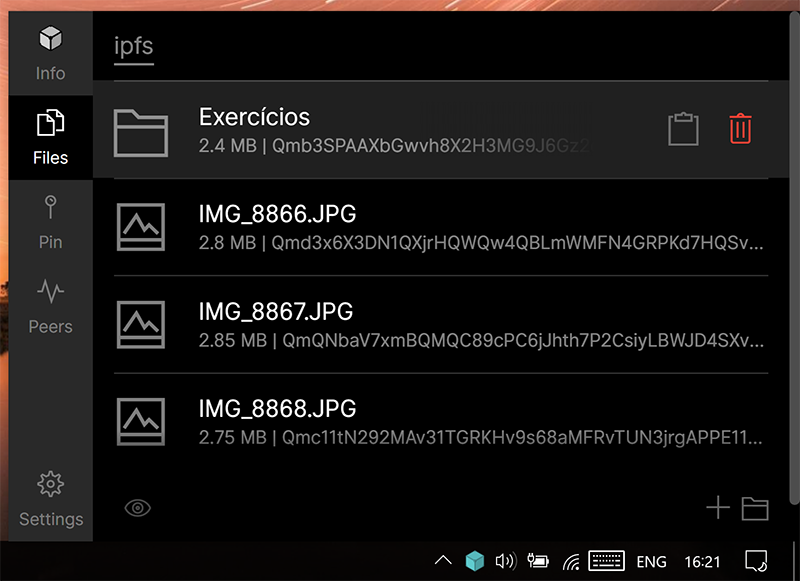 Info
Files
Pin
Peers
Settings
ipfs
Exercícios
2.4 MB | Qmb3SPAAXbGwvh8X2H3MG9J6Gz2
IMG_8866.JPG
2.8 MB | Qmd3x6X3DN1QXjrHQWQw4QBLmWMFN4GRPKd7HQSv...
IMG_8867.JPG
2.85 MB | QmQNbaV7xmBQMQC89cPC6jJhth7P2CsiyLBWJD4SXv...
IMG_8868.JPG
2.75 MB | Qmc11tN292MAv31TGRKHv9s68aMFRvTUN3jrgAPPE11...
ENG 16:21